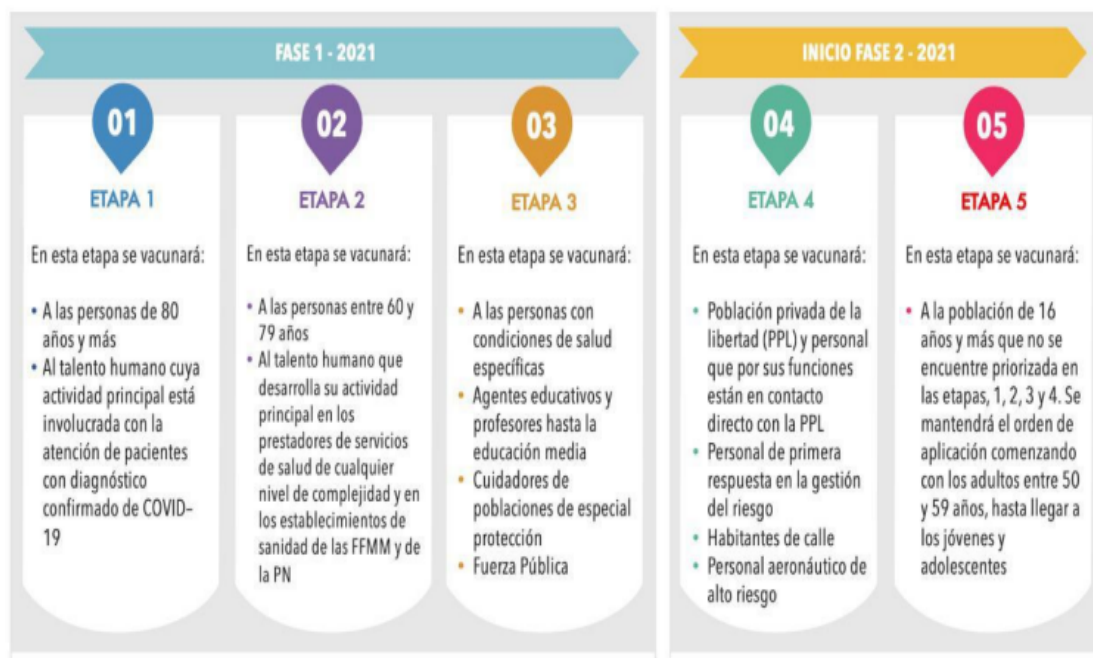 FASE 1 - 2021
01
ETAPA 1
En esta etapa se vacunará:
• A las personas de 80
años y más
• Al talento humano cuya
actividad principal está
involucrada con la
atención de pacientes
con diagnóstico
confirmado de COVID–
19
02
ETAPA 2
En esta etapa se vacunará:
• A las personas entre 60 y
79 años
• Al talento humano que
desarrolla su actividad
principal en los
prestadores de servicios
de salud de cualquier
nivel de complejidad y en
los establecimientos de
sanidad de las FFMM y de
la PN
03
ETAPA 3
En esta etapa se vacunará:
• A las personas con
condiciones de salud
específicas
• Agentes educativos y
profesores hasta la
educación media
• Cuidadores de
poblaciones de especial
protección
• Fuerza Pública
INICIO FASE 2 - 2021
04
ETAPA 4
En esta etapa se vacunará:
• Población privada de la
libertad (PPL) y personal
que por sus funciones
están en contacto
directo con la PPL
• Personal de primera
respuesta en la gestión
del riesgo
• Habitantes de calle
• Personal aeronáutico de
alto riesgo
05
ETAPA 5
En esta etapa se vacunará:
• A la población de 16
años y más que no se
encuentre priorizada en
las etapas, 1, 2, 3 y 4. Se
mantendrá el orden de
aplicación comenzando
con los adultos entre 50
y 59 años, hasta llegar a
los jóvenes y
adolescentes